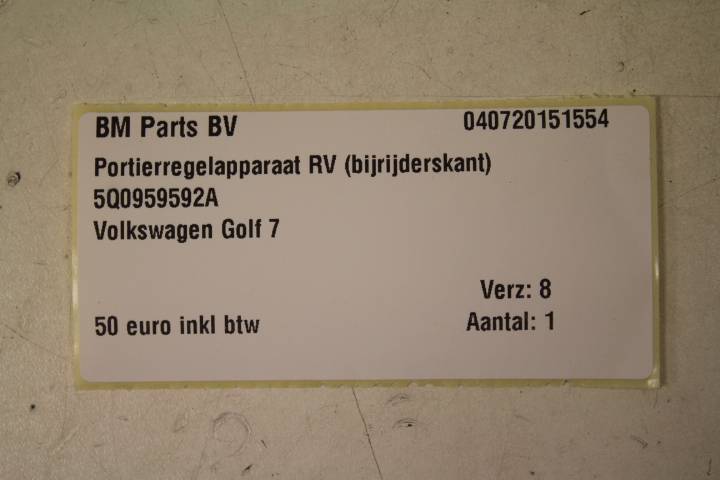 BM Parts BV 040720151554
Portierregelapparaat RV (bijrijderskant)
5Q0959592A
Volkswagen Golf 7
Verz: 8
50 euro inkl btw Aantal: 1